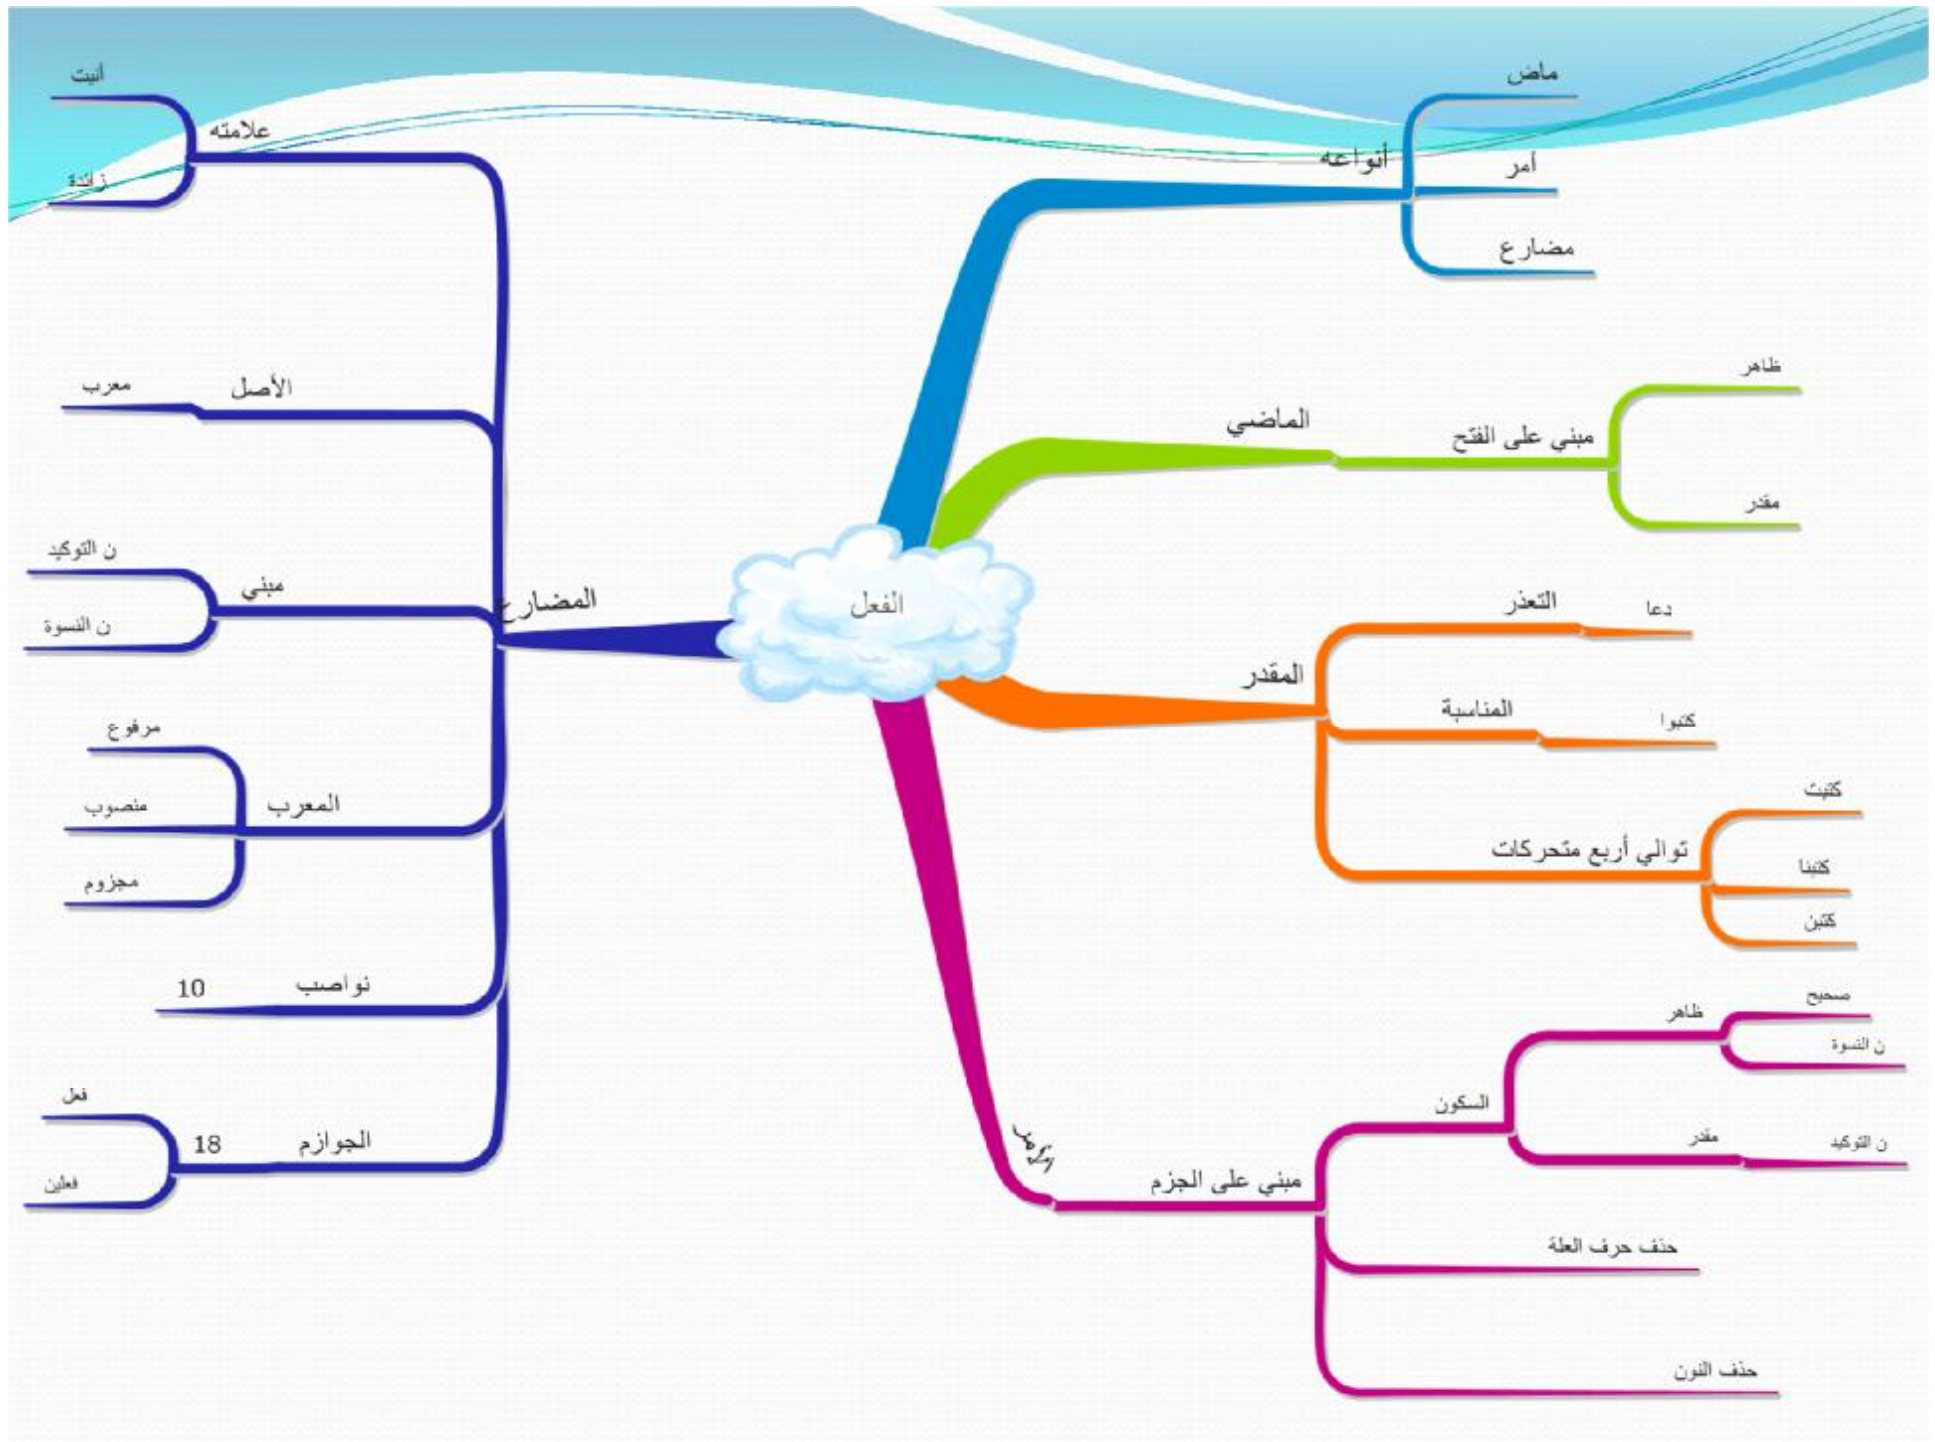 الفعل
أنواعه
ماض
أمر
مضارع
الماضي
مبني على الفتح
ظاهر
مقدر
المقدر
التعذر
دعا
المناسبة
كتبوا
توالي أربع متحركات
كتبت
كتبنا
كتبن
الأمر
مبني على الجزم
السكون
ظاهر
صحيح
ن النسوة
مقدر
ن التوكيد
حذف حرف العلة
حذف النون
المضارع
علامته
أنيت
زائدة
الأصل
معرب
مبني
ن التوكيد
ن النسوة
المعرب
مرفوع
منصوب
مجزوم
نواصب
10
الجوازم
18
فعل
فعلين